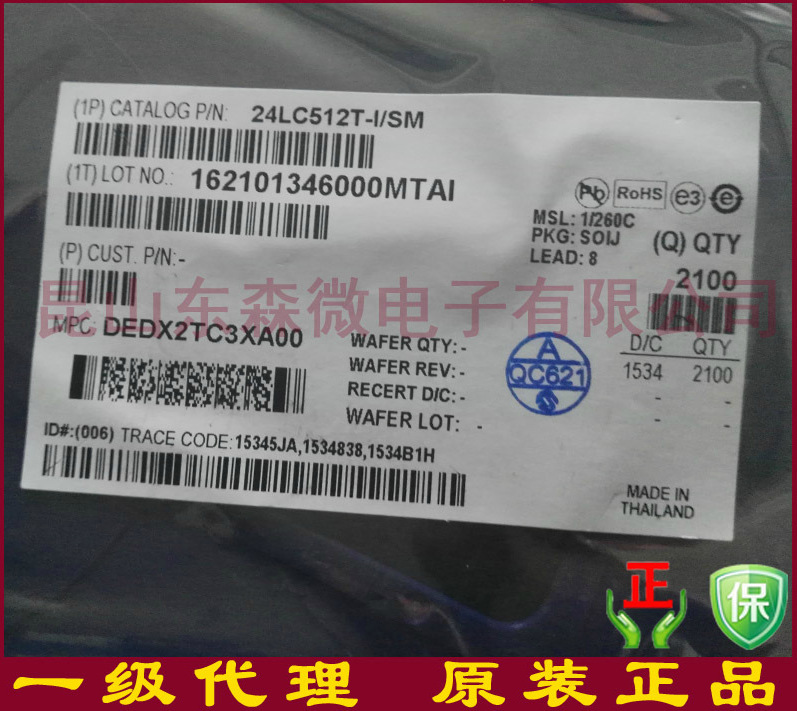 (1P) CATALOG P/N: 24LC512T-I/SM
(1T) LOT NO.: 162101346000MTAI
Pb RoHS e3 e
MSL: 1/260C
PKG: SOIJ
LEAD: 8
(Q) QTY
2100
(P) CUST. P/N:-
昆山东森微电子有限公司
MPC: DEDX2TC3XA00
WAFER QTY: -
WAFER REV: -
RECERT D/C: -
WAFER LOT: -
A
QC621
D/C QTY
1534 2100
- -
- -
ID#:(006) TRACE CODE:15345JA,1534838,1534B1H
MADE IN
THAILAND
正
保
一级代理 原装正品